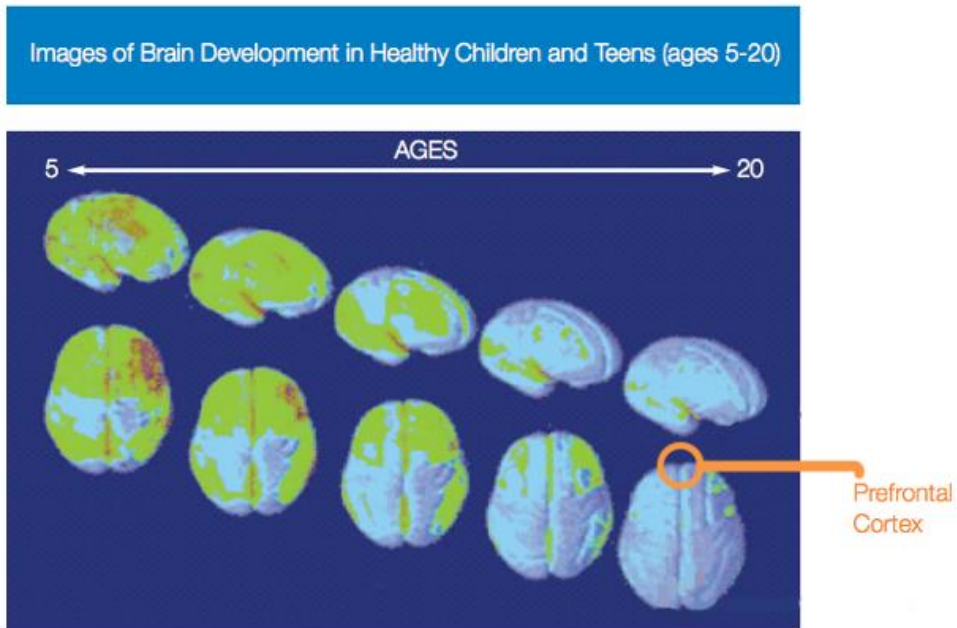 Images of Brain Development in Healthy Children and Teens (ages 5-20)
AGES
5
20
Prefrontal
Cortex